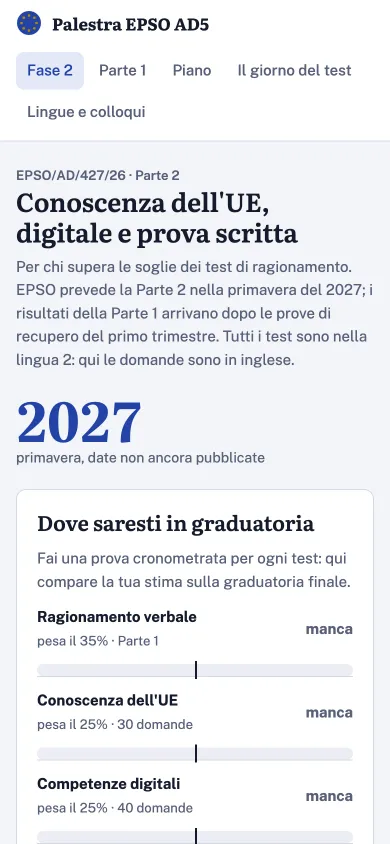 Palestra EPSO AD5
Fase 2 Parte 1 Piano Il giorno del test
Lingue e colloqui
EPSO/AD/427/26 · Parte 2
Conoscenza dell'UE,
digitale e prova scritta
Per chi supera le soglie dei test di ragionamento.
EPSO prevede la Parte 2 nella primavera del 2027; i
risultati della Parte 1 arrivano dopo le prove di
recupero del primo trimestre. Tutti i test sono nella
lingua 2: qui le domande sono in inglese.
2027
primavera, date non ancora pubblicate
Dove saresti in graduatoria
Fai una prova cronometrata per ogni test: qui
compare la tua stima sulla graduatoria finale.
Ragionamento verbale
pesa il 35% · Parte 1
manca
Conoscenza dell'UE
pesa il 25% · 30 domande
manca
Competenze digitali
pesa il 25% · 40 domande
manca